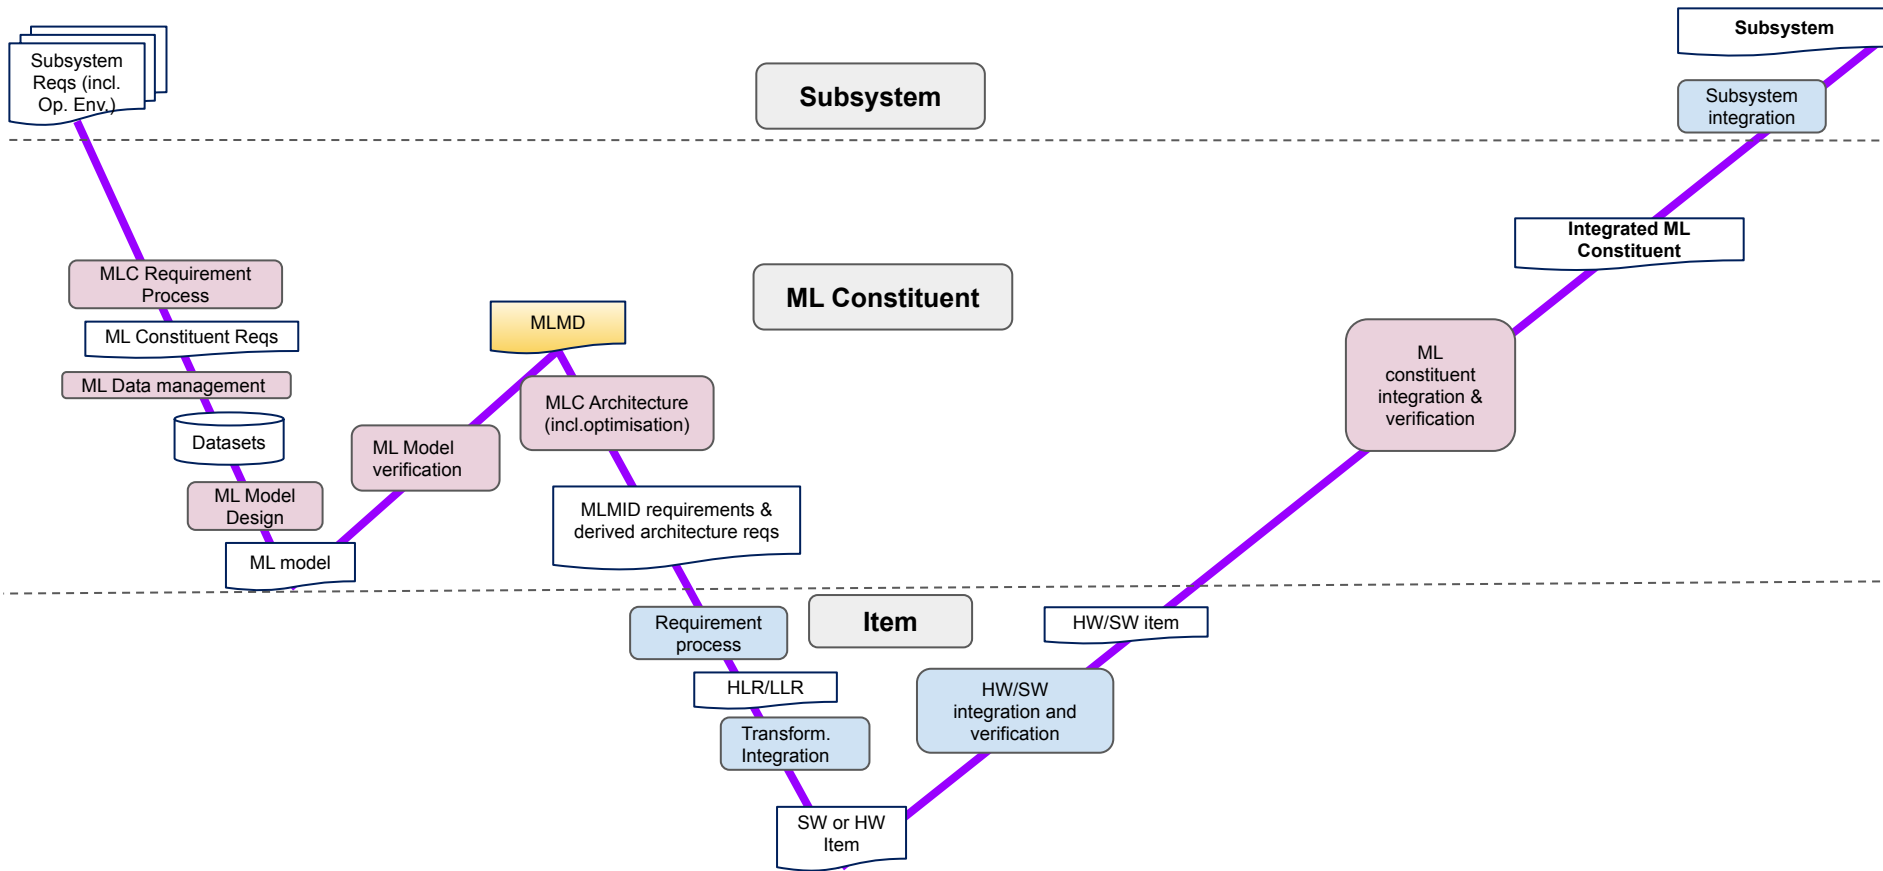 Subsystem
Reqs (incl.
Op. Env.)
Subsystem
Subsystem
Subsystem
integration
MLC Requirement
Process
ML Constituent Reqs
ML Data management
Datasets
ML Model
Design
ML model
ML Model
verification
MLMD
MLC Architecture
(incl.optimisation)
MLMID requirements &
derived architecture reqs
ML Constituent
Integrated ML
Constituent
ML
constituent
integration &
verification
Item
Requirement
process
HLR/LLR
Transform.
Integration
SW or HW
Item
HW/SW
integration and
verification
HW/SW item